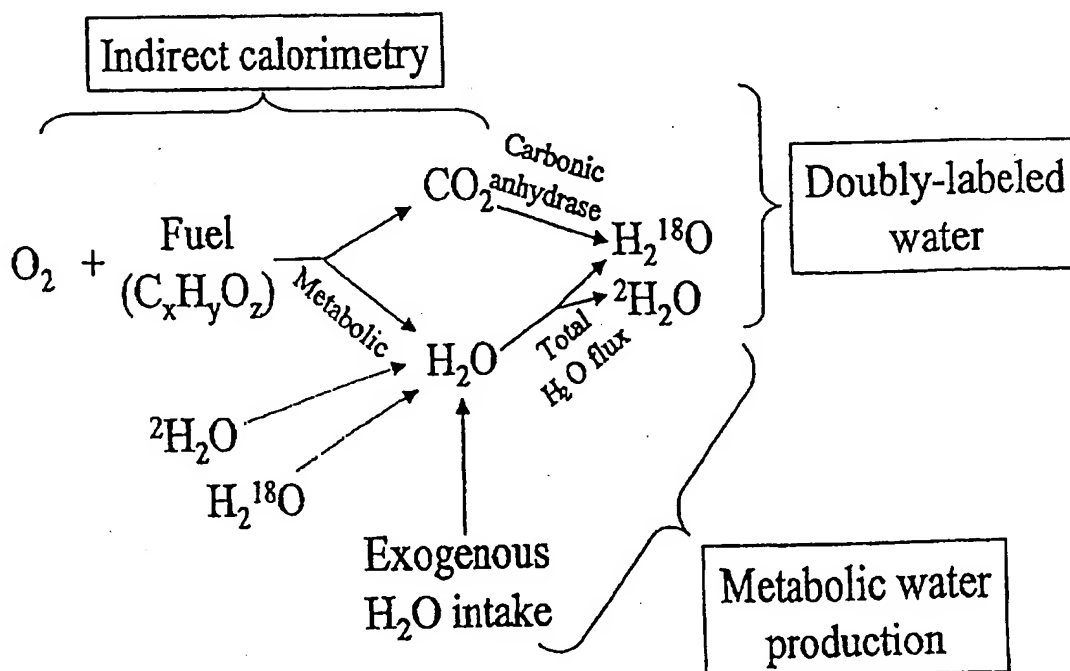 Indirect calorimetry
Carbonic
anhydrase
CO₂
Doubly-labeled
water
H₂¹⁸O
Fuel
O₂ +
(CₓHᵧO_z)
²H₂O
Metabolic
H₂O
Total
H₂O flux
²H₂O
H₂¹⁸O
Exogenous
H₂O intake
Metabolic water
production